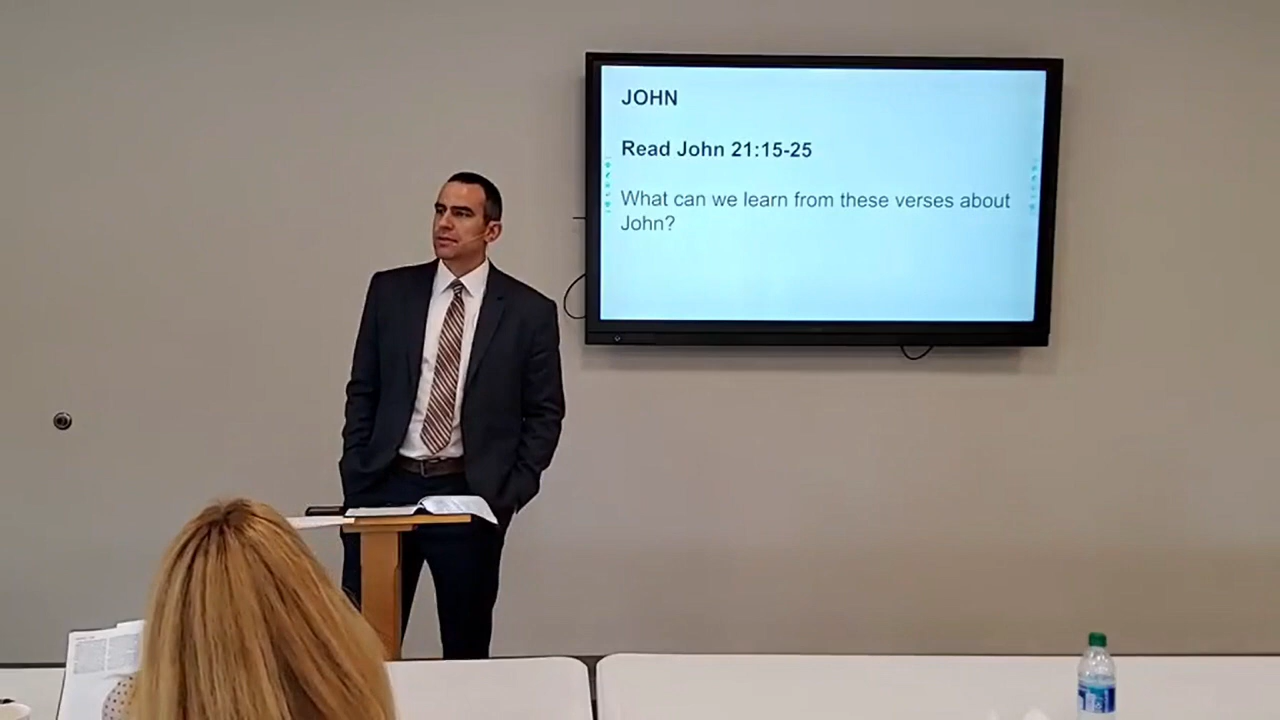 JOHN
Read John 21:15-25
What can we learn from these verses about
John?